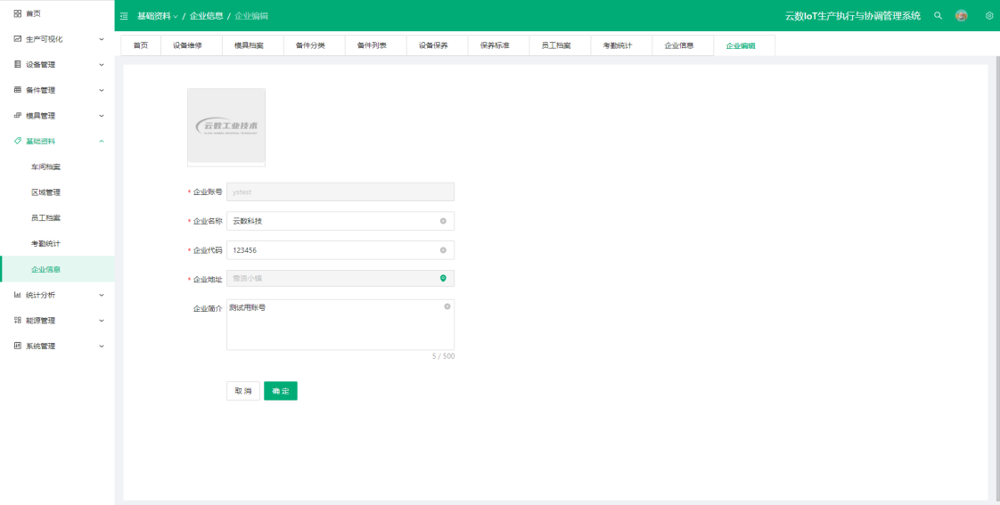 首页
生产可视化
设备管理
备件管理
模具管理
基础资料
车间档案
区域管理
员工档案
考勤统计
企业信息
统计分析
能源管理
系统管理
基础资料 / 企业信息 / 企业编辑
云数IoT生产执行与协调管理系统
首页 设备维修 模具档案 备件分类 备件列表 设备保养 保养标准 员工档案 考勤统计 企业信息 企业编辑
云数工业技术
* 企业账号 ystest
* 企业名称 云数科技
* 企业代码 123456
* 企业地址 雪浪小镇
企业简介 测试用账号
5 / 500
取 消 确 定